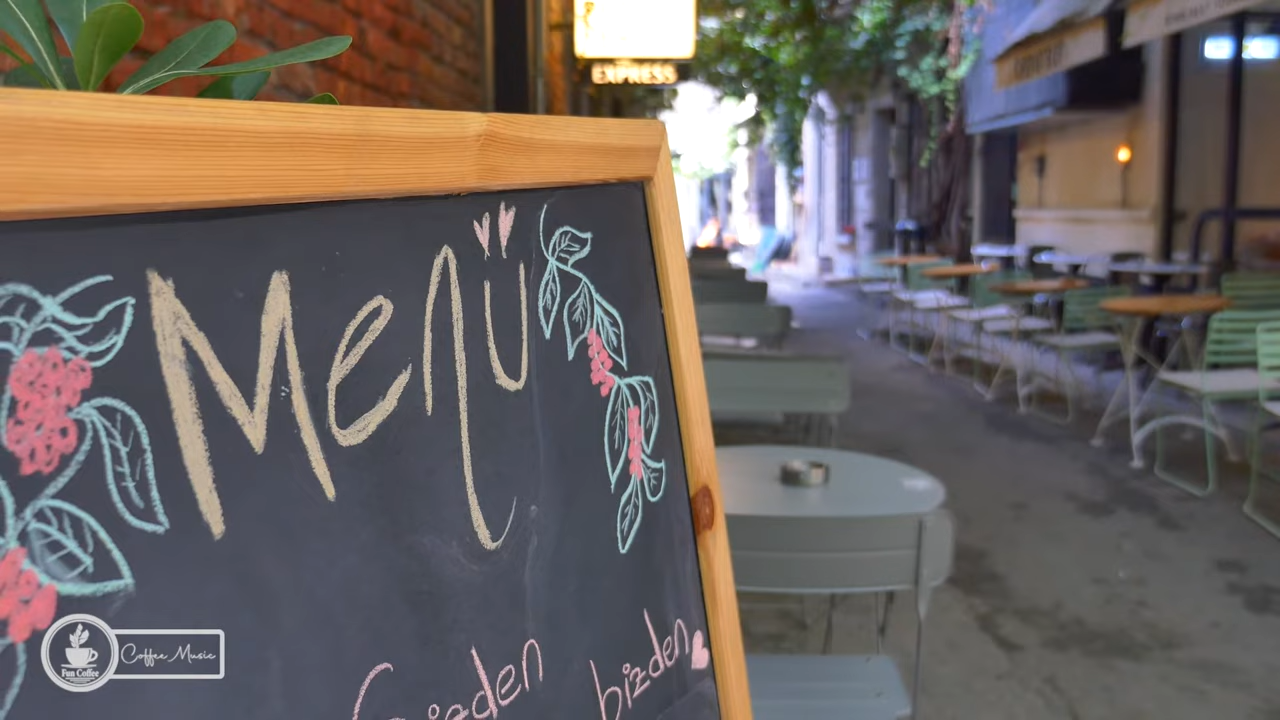 EXPRESS
Menü
bizden
Coffee Music
Fun Coffee